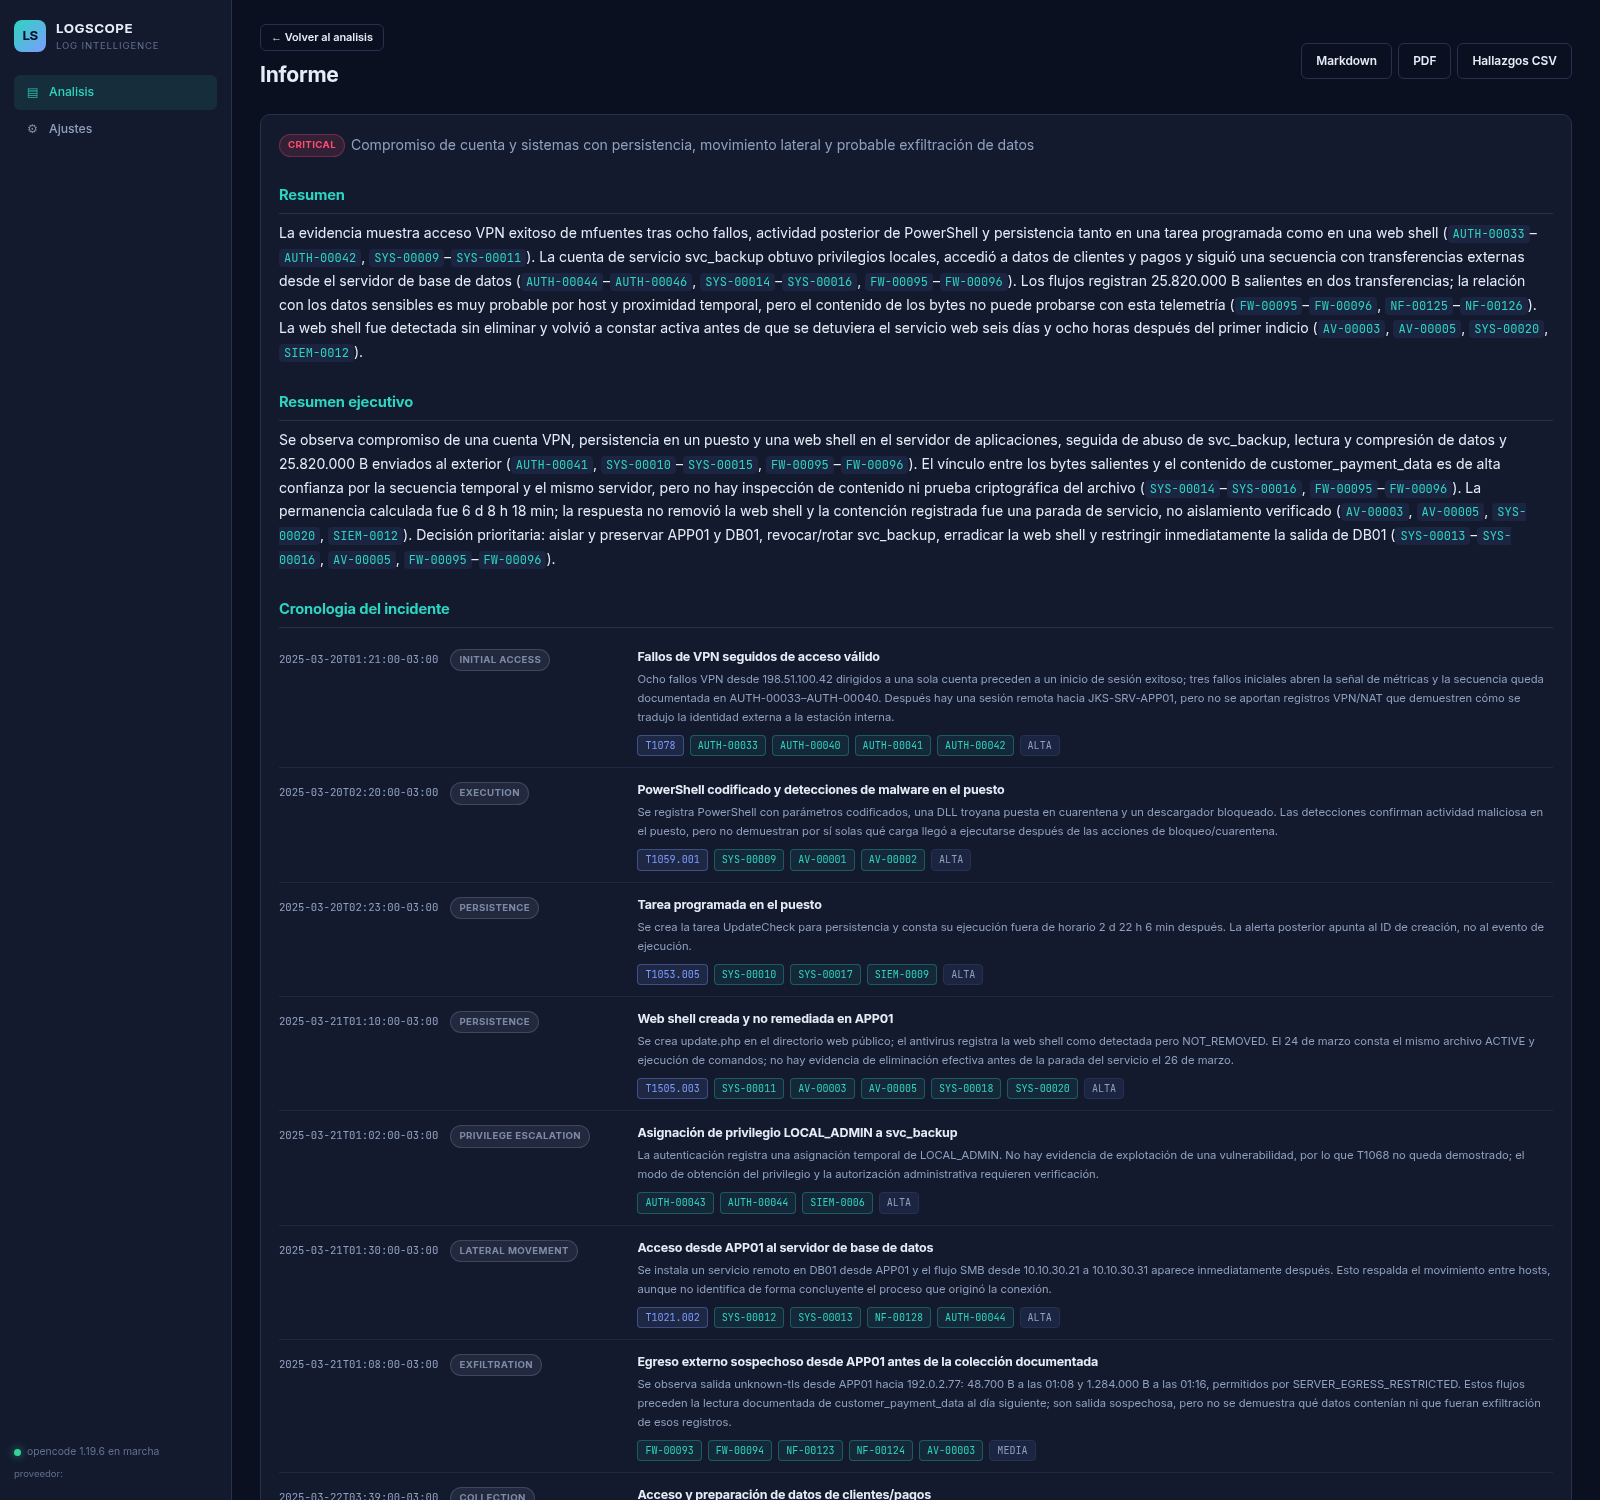 LS
LOGSCOPE
LOG INTELLIGENCE
Analisis
Ajustes
← Volver al analisis
Informe
Markdown
PDF
Hallazgos CSV
CRITICAL Compromiso de cuenta y sistemas con persistencia, movimiento lateral y probable exfiltración de datos
Resumen
La evidencia muestra acceso VPN exitoso de mfuentes tras ocho fallos, actividad posterior de PowerShell y persistencia tanto en una tarea programada como en una web shell ( AUTH-00033 –
AUTH-00042 , SYS-00009 – SYS-00011 ). La cuenta de servicio svc_backup obtuvo privilegios locales, accedió a datos de clientes y pagos y siguió una secuencia con transferencias externas
desde el servidor de base de datos ( AUTH-00044 – AUTH-00046 , SYS-00014 – SYS-00016 , FW-00095 – FW-00096 ). Los flujos registran 25.820.000 B salientes en dos transferencias; la relación
con los datos sensibles es muy probable por host y proximidad temporal, pero el contenido de los bytes no puede probarse con esta telemetría ( FW-00095 – FW-00096 , NF-00125 – NF-00126 ).
La web shell fue detectada sin eliminar y volvió a constar activa antes de que se detuviera el servicio web seis días y ocho horas después del primer indicio ( AV-00003 , AV-00005 , SYS-00020 ,
SIEM-0012 ).
Resumen ejecutivo
Se observa compromiso de una cuenta VPN, persistencia en un puesto y una web shell en el servidor de aplicaciones, seguida de abuso de svc_backup, lectura y compresión de datos y
25.820.000 B enviados al exterior ( AUTH-00041 , SYS-00010 – SYS-00015 , FW-00095 – FW-00096 ). El vínculo entre los bytes salientes y el contenido de customer_payment_data es de alta
confianza por la secuencia temporal y el mismo servidor, pero no hay inspección de contenido ni prueba criptográfica del archivo ( SYS-00014 – SYS-00016 , FW-00095 – FW-00096 ). La
permanencia calculada fue 6 d 8 h 18 min; la respuesta no removió la web shell y la contención registrada fue una parada de servicio, no aislamiento verificado ( AV-00003 , AV-00005 , SYS-
00020 , SIEM-0012 ). Decisión prioritaria: aislar y preservar APP01 y DB01, revocar/rotar svc_backup, erradicar la web shell y restringir inmediatamente la salida de DB01 ( SYS-00013 – SYS-
00016 , AV-00005 , FW-00095 – FW-00096 ).
Cronologia del incidente
2025-03-20T01:21:00-03:00 INITIAL ACCESS Fallos de VPN seguidos de acceso válido
Ocho fallos VPN desde 198.51.100.42 dirigidos a una sola cuenta preceden a un inicio de sesión exitoso; tres fallos iniciales abren la señal de métricas y la secuencia queda
documentada en AUTH-00033–AUTH-00040. Después hay una sesión remota hacia JKS-SRV-APP01, pero no se aportan registros VPN/NAT que demuestren cómo se
tradujo la identidad externa a la estación interna.
T1078 AUTH-00033 AUTH-00040 AUTH-00041 AUTH-00042 ALTA
2025-03-20T02:20:00-03:00 EXECUTION PowerShell codificado y detecciones de malware en el puesto
Se registra PowerShell con parámetros codificados, una DLL troyana puesta en cuarentena y un descargador bloqueado. Las detecciones confirman actividad maliciosa en
el puesto, pero no demuestran por sí solas qué carga llegó a ejecutarse después de las acciones de bloqueo/cuarentena.
T1059.001 SYS-00009 AV-00001 AV-00002 ALTA
2025-03-20T02:23:00-03:00 PERSISTENCE Tarea programada en el puesto
Se crea la tarea UpdateCheck para persistencia y consta su ejecución fuera de horario 2 d 22 h 6 min después. La alerta posterior apunta al ID de creación, no al evento de
ejecución.
T1053.005 SYS-00010 SYS-00017 SIEM-0009 ALTA
2025-03-21T01:10:00-03:00 PERSISTENCE Web shell creada y no remediada en APP01
Se crea update.php en el directorio web público; el antivirus registra la web shell como detectada pero NOT_REMOVED. El 24 de marzo consta el mismo archivo ACTIVE y
ejecución de comandos; no hay evidencia de eliminación efectiva antes de la parada del servicio el 26 de marzo.
T1505.003 SYS-00011 AV-00003 AV-00005 SYS-00018 SYS-00020 ALTA
2025-03-21T01:02:00-03:00 PRIVILEGE ESCALATION Asignación de privilegio LOCAL_ADMIN a svc_backup
La autenticación registra una asignación temporal de LOCAL_ADMIN. No hay evidencia de explotación de una vulnerabilidad, por lo que T1068 no queda demostrado; el
modo de obtención del privilegio y la autorización administrativa requieren verificación.
AUTH-00043 AUTH-00044 SIEM-0006 ALTA
2025-03-21T01:30:00-03:00 LATERAL MOVEMENT Acceso desde APP01 al servidor de base de datos
Se instala un servicio remoto en DB01 desde APP01 y el flujo SMB desde 10.10.30.21 a 10.10.30.31 aparece inmediatamente después. Esto respalda el movimiento entre hosts,
aunque no identifica de forma concluyente el proceso que originó la conexión.
T1021.002 SYS-00012 SYS-00013 NF-00128 AUTH-00044 ALTA
2025-03-21T01:08:00-03:00 EXFILTRATION Egreso externo sospechoso desde APP01 antes de la colección documentada
Se observa salida unknown-tls desde APP01 hacia 192.0.2.77: 48.700 B a las 01:08 y 1.284.000 B a las 01:16, permitidos por SERVER_EGRESS_RESTRICTED. Estos flujos
preceden la lectura documentada de customer_payment_data al día siguiente; son salida sospechosa, pero no se demuestra qué datos contenían ni que fueran exfiltración
de esos registros.
FW-00093 FW-00094 NF-00123 NF-00124 AV-00003 MEDIA
2025-03-22T03:39:00-03:00 COLLECTION Acceso y preparación de datos de clientes/pagos
opencode 1.19.6 en marcha
proveedor: